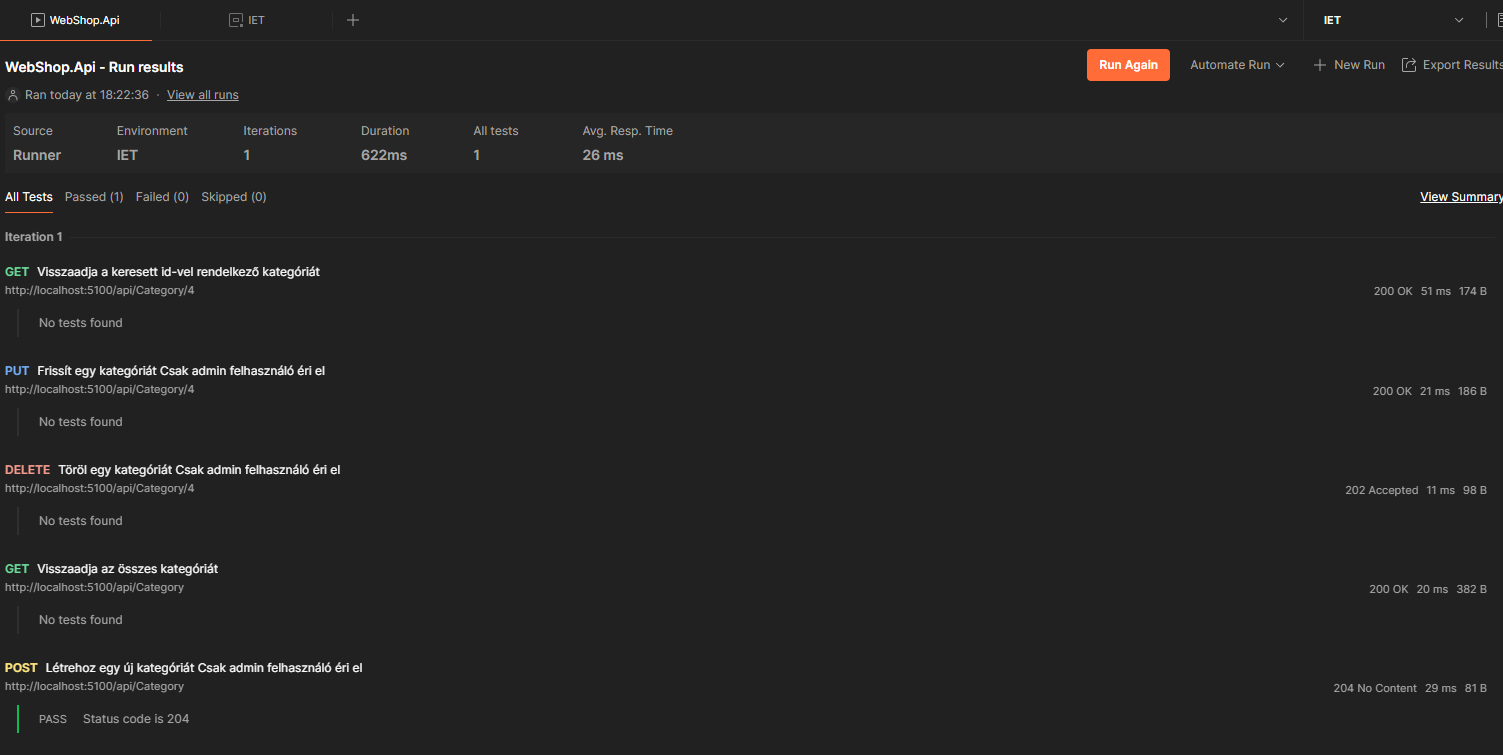 WebShop.Api IET IET
WebShop.Api - Run results
Run Again Automate Run New Run Export Results
Ran today at 18:22:36 · View all runs
Source Environment Iterations Duration All tests Avg. Resp. Time
Runner IET 1 622ms 1 26 ms
All Tests Passed (1) Failed (0) Skipped (0) View Summary
Iteration 1
GET Visszaadja a keresett id-vel rendelkező kategóriát
http://localhost:5100/api/Category/4
200 OK 51 ms 174 B
No tests found
PUT Frissít egy kategóriát Csak admin felhasználó éri el
http://localhost:5100/api/Category/4
200 OK 21 ms 186 B
No tests found
DELETE Töröl egy kategóriát Csak admin felhasználó éri el
http://localhost:5100/api/Category/4
202 Accepted 11 ms 98 B
No tests found
GET Visszaadja az összes kategóriát
http://localhost:5100/api/Category
200 OK 20 ms 382 B
No tests found
POST Létrehoz egy új kategóriát Csak admin felhasználó éri el
http://localhost:5100/api/Category
204 No Content 29 ms 81 B
PASS Status code is 204